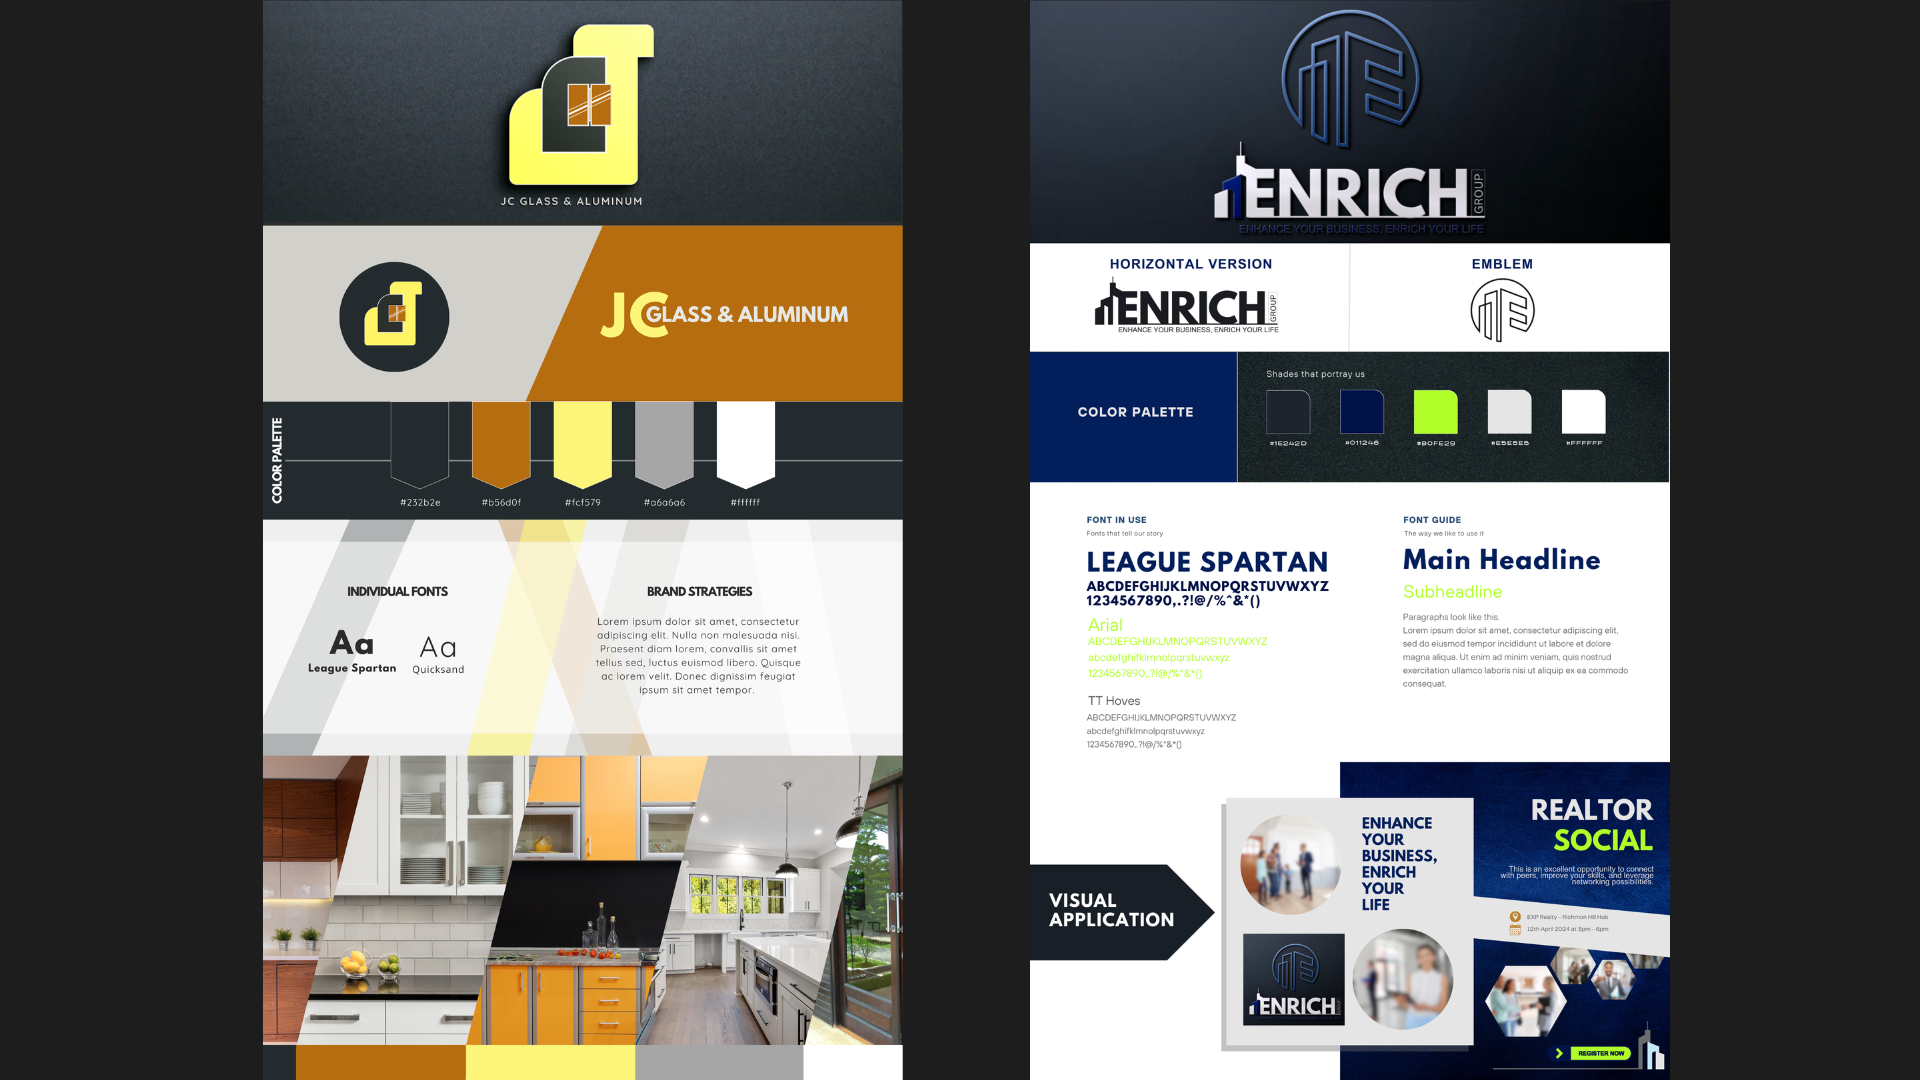 JC GLASS & ALUMINUM
JC GLASS & ALUMINUM
COLOR PALETTE
#232b2e
#b56d0f
#fcf579
#a6a6a6
#ffffff
INDIVIDUAL FONTS
Aa
League Spartan
Aa
Quicksand
BRAND STRATEGIES
Lorem ipsum dolor sit amet, consectetur
adipiscing elit. Nulla non malesuada nisi.
Praesent diam lorem, convallis sit amet
tellus sed, luctus euismod libero. Quisque
ac lorem velit. Donec dignissim feugiat
ipsum sit amet tempor.
ENRICH GROUP
ENHANCE YOUR BUSINESS, ENRICH YOUR LIFE
HORIZONTAL VERSION
ENRICH GROUP
ENHANCE YOUR BUSINESS, ENRICH YOUR LIFE
EMBLEM
COLOR PALETTE
Shades that portray us
#1E242D
#011246
#B0FE29
#E5E5E5
#FFFFFF
FONT IN USE
Fonts that tell our story
LEAGUE SPARTAN
ABCDEFGHIJKLMNOPQRSTUVWXYZ
1234567890,.?!@/%^&*()
Arial
ABCDEFGHIJKLMNOPQRSTUVWXYZ
abcdefghifklmnolpqrstuvwxyz
1234567890,.?!@/%^&*()
TT Hoves
ABCDEFGHIJKLMNOPQRSTUVWXYZ
abcdefghifklmnolpqrstuvwxyz
1234567890,.?!@/%^&*()
FONT GUIDE
The way we like to use it
Main Headline
Subheadline
Paragraphs look like this.
Lorem ipsum dolor sit amet, consectetur adipiscing elit,
sed do eiusmod tempor incididunt ut labore et dolore
magna aliqua. Ut enim ad minim veniam, quis nostrud
exercitation ullamco laboris nisi ut aliquip ex ea commodo
consequat.
VISUAL
APPLICATION
ENHANCE
YOUR
BUSINESS,
ENRICH
YOUR
LIFE
ENRICH
REALTOR
SOCIAL
This is an excellent opportunity to connect
with peers, improve your skills, and leverage
networking possibilities.
EXP Realty - Richmon Hill Hub
12th April 2024 at 3pm - 6pm
REGISTER NOW